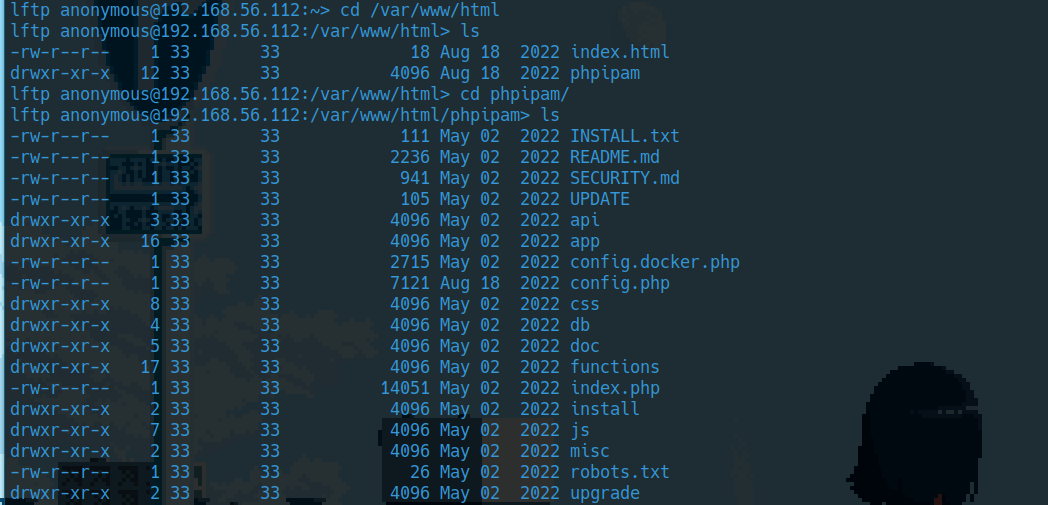 lftp anonymous@192.168.56.112:~> cd /var/www/html
lftp anonymous@192.168.56.112:/var/www/html> ls
-rw-r--r--    1 33       33             18 Aug 18  2022 index.html
drwxr-xr-x   12 33       33           4096 Aug 18  2022 phpipam
lftp anonymous@192.168.56.112:/var/www/html> cd phpipam/
lftp anonymous@192.168.56.112:/var/www/html/phpipam> ls
-rw-r--r--    1 33       33            111 May 02  2022 INSTALL.txt
-rw-r--r--    1 33       33           2236 May 02  2022 README.md
-rw-r--r--    1 33       33            941 May 02  2022 SECURITY.md
-rw-r--r--    1 33       33            105 May 02  2022 UPDATE
drwxr-xr-x    3 33       33           4096 May 02  2022 api
drwxr-xr-x   16 33       33           4096 May 02  2022 app
-rw-r--r--    1 33       33           2715 May 02  2022 config.docker.php
-rw-r--r--    1 33       33           7121 Aug 18  2022 config.php
drwxr-xr-x    8 33       33           4096 May 02  2022 css
drwxr-xr-x    4 33       33           4096 May 02  2022 db
drwxr-xr-x    5 33       33           4096 May 02  2022 doc
drwxr-xr-x   17 33       33           4096 May 02  2022 functions
-rw-r--r--    1 33       33          14051 May 02  2022 index.php
drwxr-xr-x    2 33       33           4096 May 02  2022 install
drwxr-xr-x    7 33       33           4096 May 02  2022 js
drwxr-xr-x    2 33       33           4096 May 02  2022 misc
-rw-r--r--    1 33       33             26 May 02  2022 robots.txt
drwxr-xr-x    2 33       33           4096 May 02  2022 upgrade